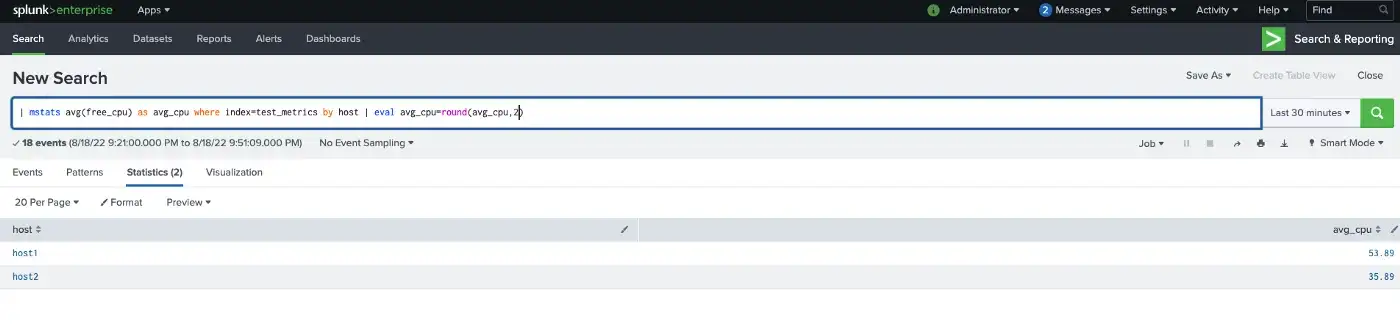 splunk>enterprise Apps Administrator 2 Messages Settings Activity Help Find
Search Analytics Datasets Reports Alerts Dashboards > Search & Reporting
New Search Save As Create Table View Close
| mstats avg(free_cpu) as avg_cpu where index=test_metrics by host | eval avg_cpu=round(avg_cpu,2) Last 30 minutes
18 events (8/18/22 9:21:00.000 PM to 8/18/22 9:51:09.000 PM) No Event Sampling Job Smart Mode
Events Patterns Statistics (2) Visualization
20 Per Page Format Preview
host avg_cpu
host1 53.89
host2 35.89